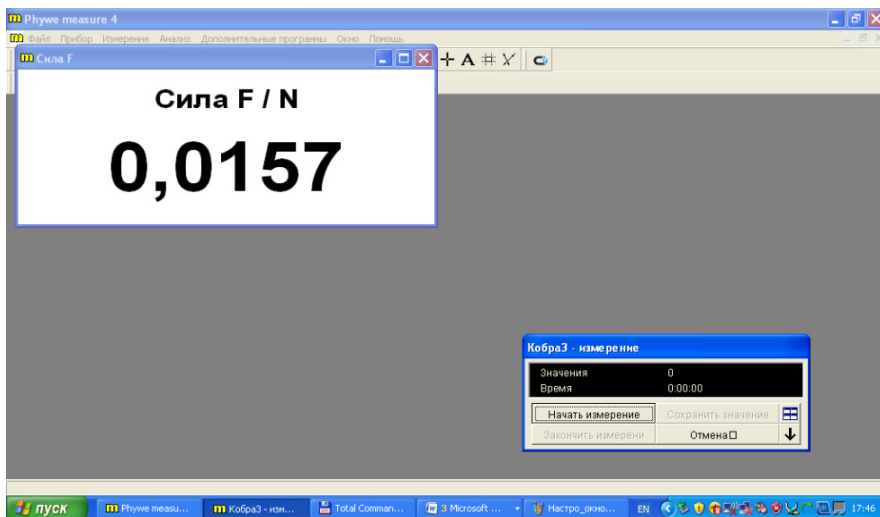 Phywe measure 4
Файл Прибор Измерение Анализ Дополнительные программы Окно Помощь
Сила F
Сила F / N
0,0157
Кобра3 - измерение
Значения 0
Время 0:00:00
Начать измерение Сохранить значение
Закончить измерени Отмена
пуск Phywe measu... Кобра3 - изм... Total Comman... 3 Microsoft ... Настро_окно... EN 17:46